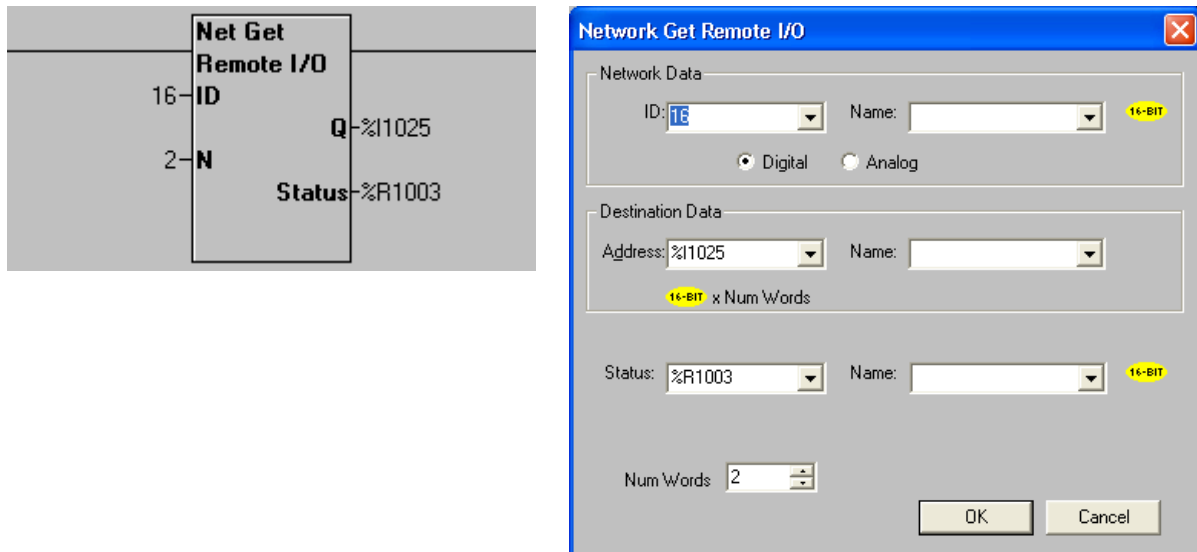 Net Get
Remote I/O
16 ID
Q %I1025
2 N
Status %R1003
Network Get Remote I/O
Network Data
ID: 16 Name: 16-BIT
Digital Analog
Destination Data
Address: %I1025 Name:
16-BIT x Num Words
Status: %R1003 Name: 16-BIT
Num Words 2
OK Cancel